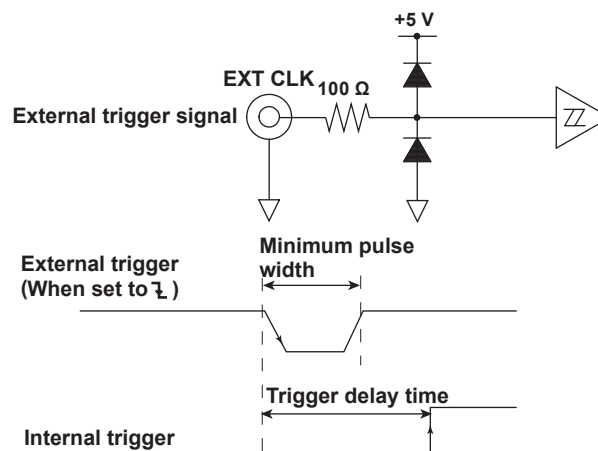 +5 V
EXT CLK
100 Ω
External trigger signal
Minimum pulse
width
External trigger
(When set to )
Trigger delay time
Internal trigger